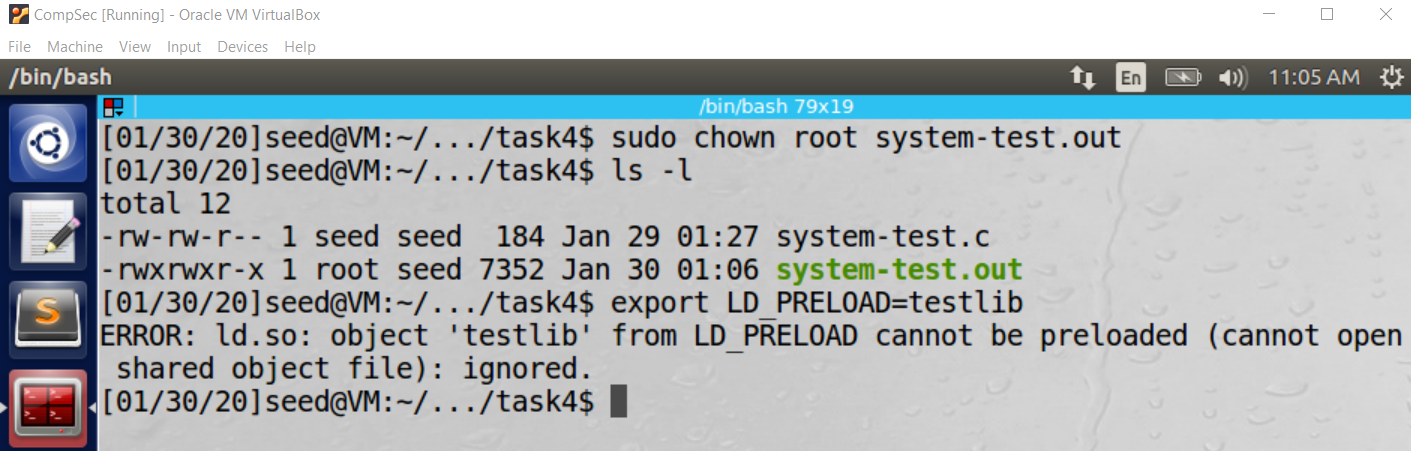 CompSec [Running] - Oracle VM VirtualBox
File Machine View Input Devices Help
/bin/bash En 11:05 AM
/bin/bash 79x19
[01/30/20]seed@VM:~/.../task4$ sudo chown root system-test.out
[01/30/20]seed@VM:~/.../task4$ ls -l
total 12
-rw-rw-r-- 1 seed seed  184 Jan 29 01:27 system-test.c
-rwxrwxr-x 1 root seed 7352 Jan 30 01:06 system-test.out
[01/30/20]seed@VM:~/.../task4$ export LD_PRELOAD=testlib
ERROR: ld.so: object 'testlib' from LD_PRELOAD cannot be preloaded (cannot open
 shared object file): ignored.
[01/30/20]seed@VM:~/.../task4$